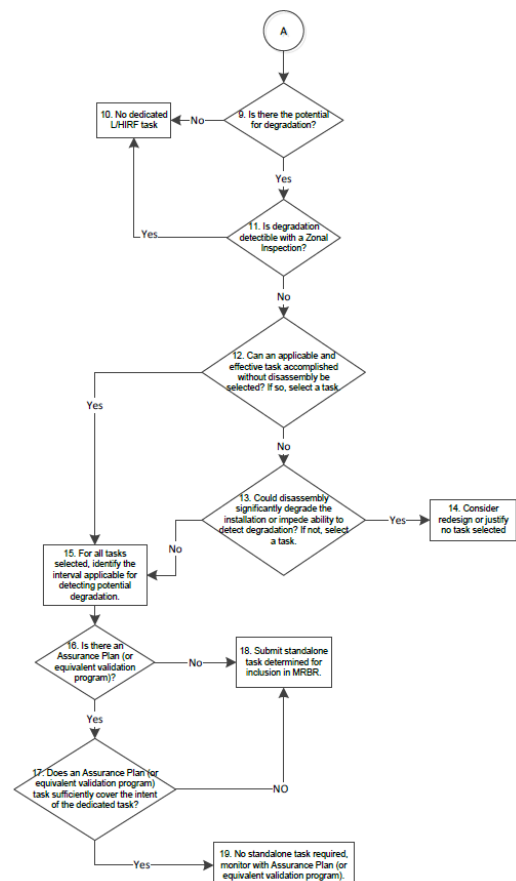 A
9. Is there the potential
for degradation?
10. No dedicated
L/HIRF task
No
Yes
11. Is degradation
detectible with a Zonal
Inspection?
Yes
No
12. Can an applicable and
effective task accomplished
without disassembly be
selected? If so, select a task.
Yes
No
13. Could disassembly
significantly degrade the
installation or impede ability to
detect degradation? If not, select
a task.
Yes
14. Consider
redesign or justify
no task selected
No
15. For all tasks
selected, identify the
interval applicable for
detecting potential
degradation.
16. Is there an
Assurance Plan (or
equivalent validation
program)?
No
18. Submit standalone
task determined for
inclusion in MRBR.
Yes
17. Does an Assurance Plan (or
equivalent validation program)
task sufficiently cover the intent
of the dedicated task?
NO
Yes
19. No standalone task required,
monitor with Assurance Plan (or
equivalent validation program).